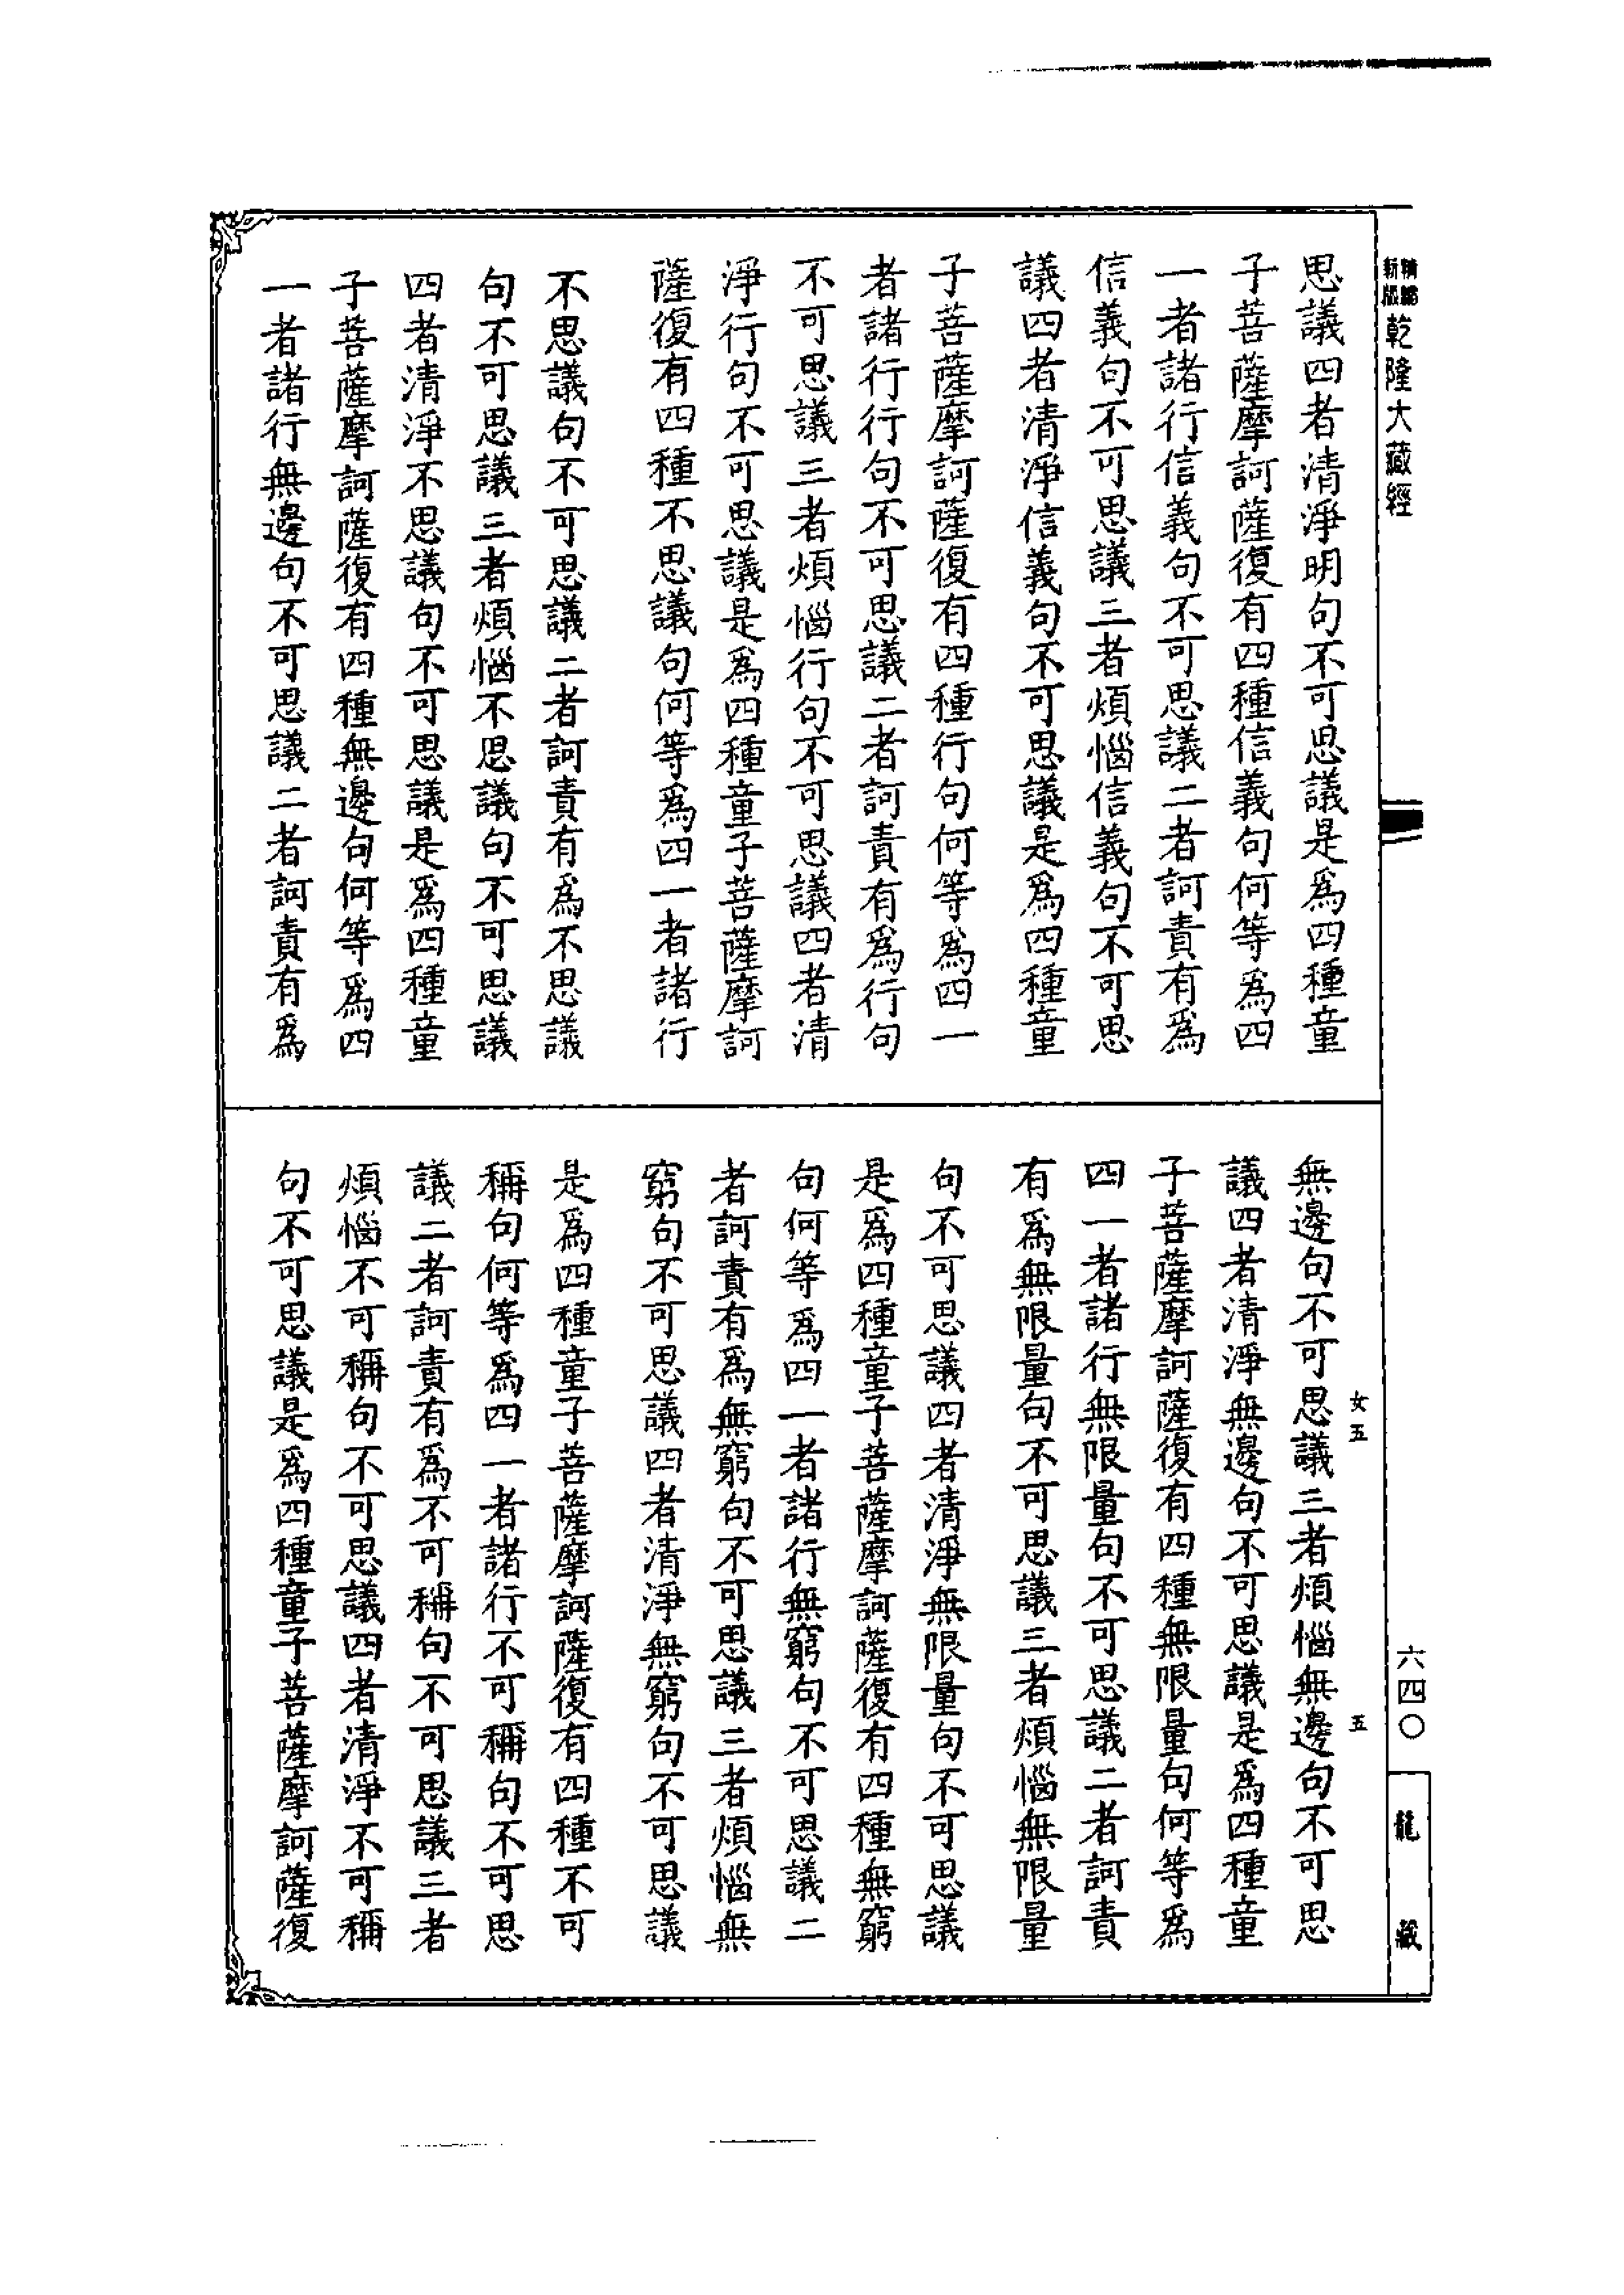 精縮
新版
乾隆大藏經
思議四者清淨明句不可思議是爲四種童
子菩薩摩訶薩復有四種信義句何等爲四
一者諸行信義句不可思議二者訶責有爲
信義句不可思議三者煩惱信義句不可思
議四者清淨信義句不可思議是爲四種童
子菩薩摩訶薩復有四種行句何等爲四一
者諸行行句不可思議二者訶責有爲行句
不可思議三者煩惱行句不可思議四者清
淨行句不可思議是爲四種童子菩薩摩訶
薩復有四種不思議句何等爲四一者諸行
不思議句不可思議二者訶責有爲不思議
句不可思議三者煩惱不思議句不可思議
四者清淨不思議句不可思議是爲四種童
子菩薩摩訶薩復有四種無邊句何等爲四
一者諸行無邊句不可思議二者訶責有爲
無邊句不可思議三者煩惱無邊句不可思
議四者清淨無邊句不可思議是爲四種童
子菩薩摩訶薩復有四種無限量句何等爲
四一者諸行無限量句不可思議二者訶責
有爲無限量句不可思議三者煩惱無限量
句不可思議四者清淨無限量句不可思議
是爲四種童子菩薩摩訶薩復有四種無窮
句何等爲四一者諸行無窮句不可思議二
者訶責有爲無窮句不可思議三者煩惱無
窮句不可思議四者清淨無窮句不可思議
是爲四種童子菩薩摩訶薩復有四種不可
稱句何等爲四一者諸行不可稱句不可思
議二者訶責有爲不可稱句不可思議三者
煩惱不可稱句不可思議四者清淨不可稱
句不可思議是爲四種童子菩薩摩訶薩復
女五
五
六四〇
龍藏